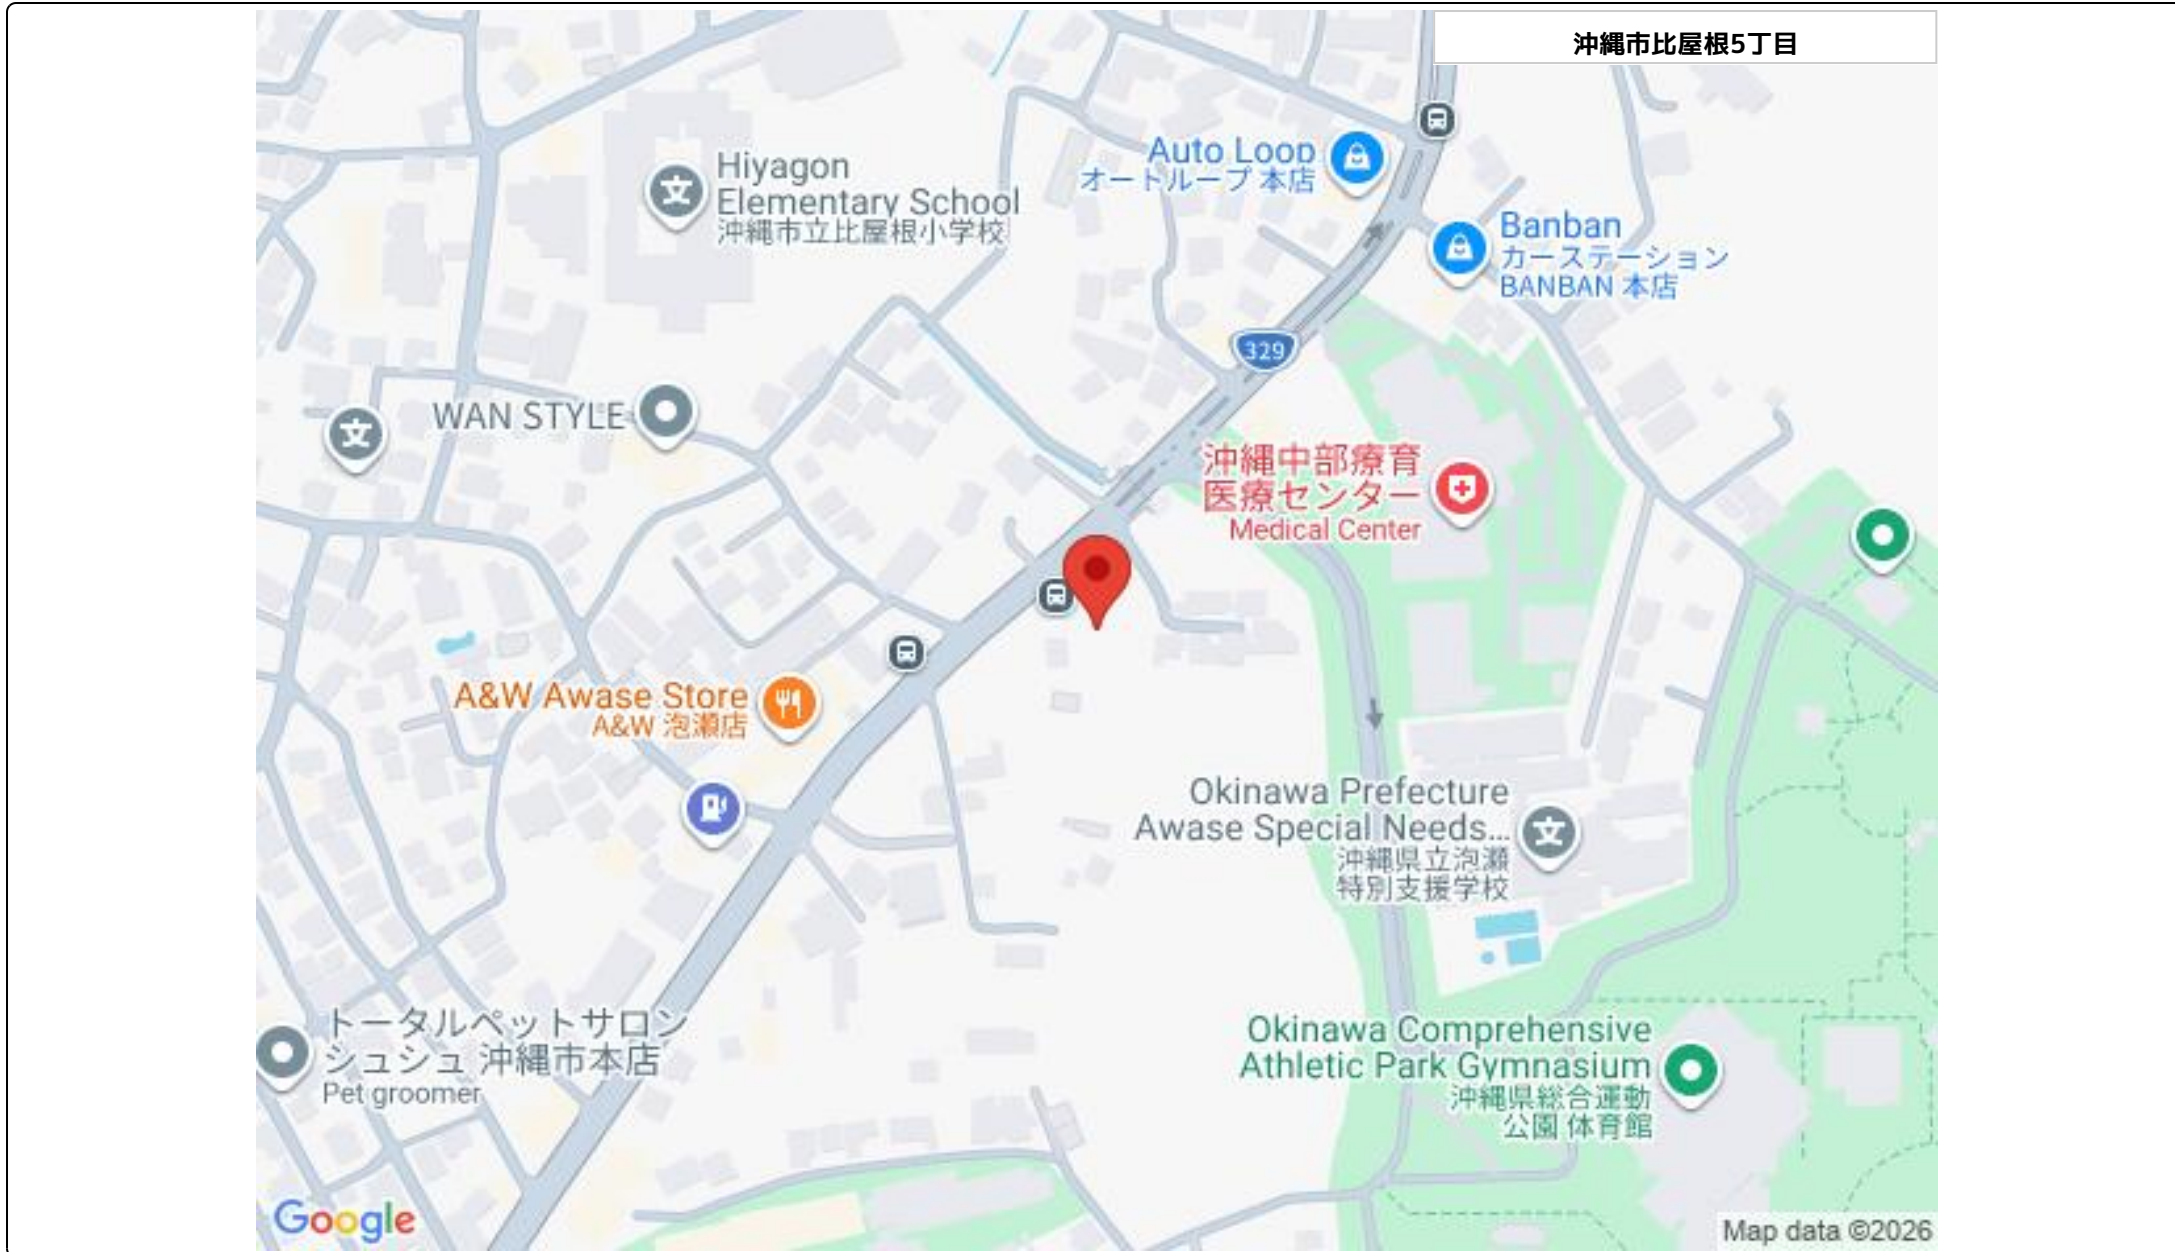 沖縄市比屋根5丁目
Auto Loop
オートループ 本店
Hiyagon
Elementary School
沖縄市立比屋根小学校
Banban
カーステーション
BANBAN 本店
329
WAN STYLE
文
文
沖縄中部療育
医療センター
Medical Center
A&W Awase Store
A&W 泡瀬店
Okinawa Prefecture
Awase Special Needs...
沖縄県立泡瀬
特別支援学校
文
トータルペットサロン
シュシュ 沖縄市本店
Pet groomer
Okinawa Comprehensive
Athletic Park Gymnasium
沖縄県総合運動
公園 体育館
Google
Map data ©2026